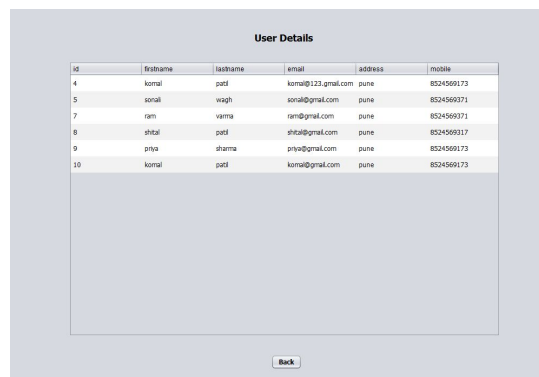 User Details
id firstname lastname email address mobile
4 komal patil komal@123.gmail.com pune 8524569173
5 sonali wagh sonali@gmail.com pune 8524569371
7 ram varma ram@gmail.com pune 8524569371
8 shital patil shital@gmail.com pune 8524569317
9 priya sharma priya@gmail.com pune 8524569173
10 komal patil komal@gmail.com pune 8524569173
Back